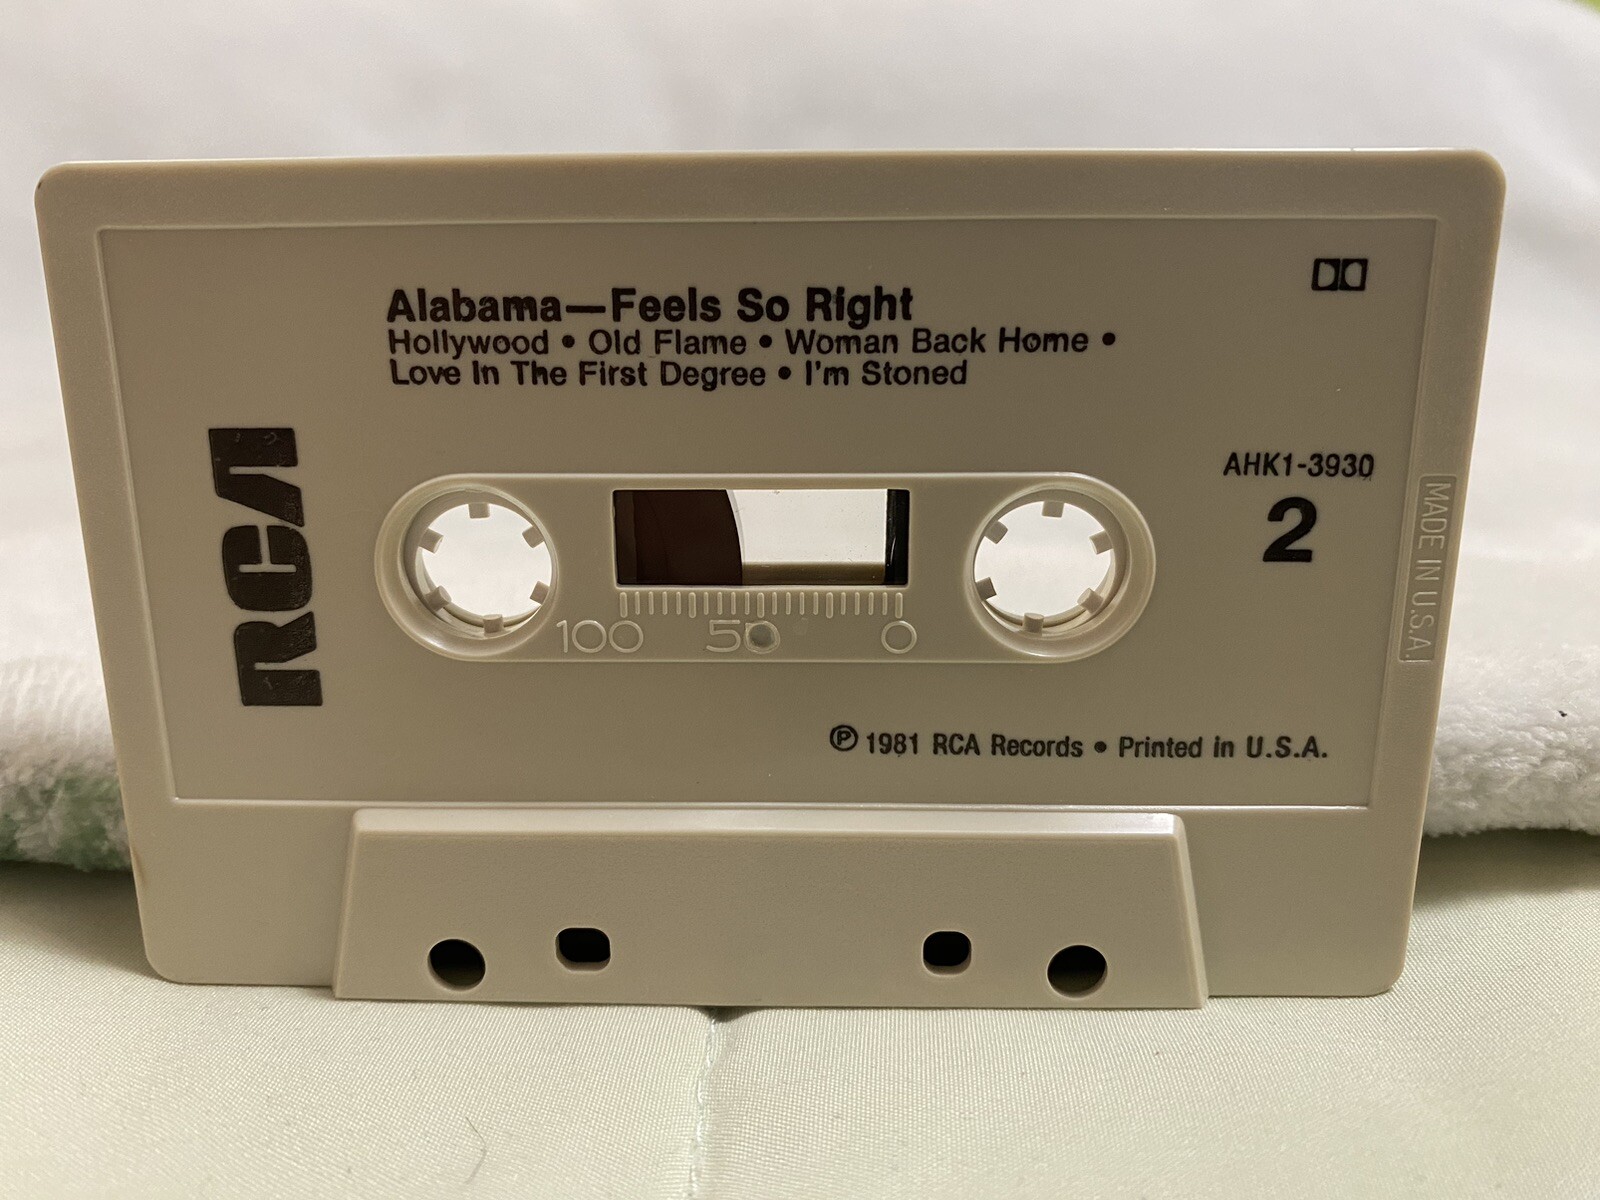 Alabama—Feels So Right
Hollywood • Old Flame • Woman Back Home •
Love In The First Degree • I'm Stoned
RCA
AHK1-3930
2
MADE IN U.S.A.
100 50 0
℗ 1981 RCA Records • Printed in U.S.A.